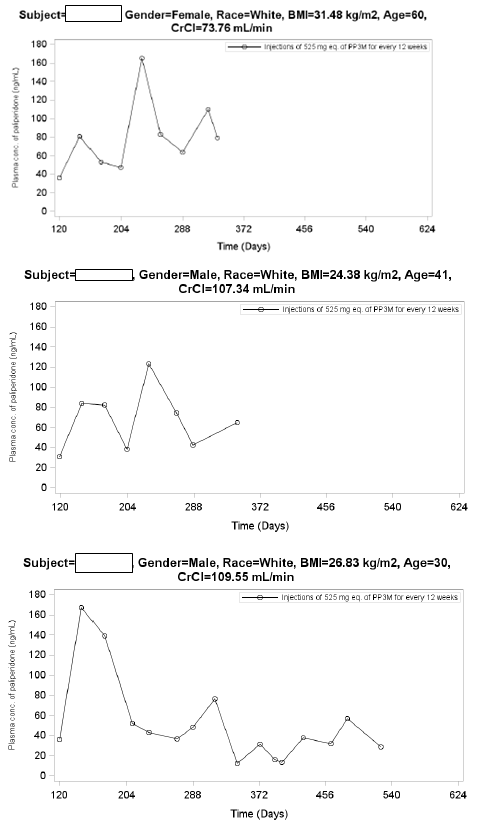 Subject= Gender=Female, Race=White, BMI=31.48 kg/m2, Age=60,
CrCl=73.76 mL/min
Injections of 525 mg eq. of PP3M for every 12 weeks
Plasma conc. of paliperidone (ng/mL)
180
160
140
120
100
80
60
40
20
0
120 204 288 372 456 540 624
Time (Days)
Subject= , Gender=Male, Race=White, BMI=24.38 kg/m2, Age=41,
CrCl=107.34 mL/min
Injections of 525 mg eq. of PP3M for every 12 weeks
Plasma conc. of paliperidone (ng/mL)
180
160
140
120
100
80
60
40
20
0
120 204 288 372 456 540 624
Time (Days)
Subject= , Gender=Male, Race=White, BMI=26.83 kg/m2, Age=30,
CrCl=109.55 mL/min
Injections of 525 mg eq. of PP3M for every 12 weeks
Plasma conc. of paliperidone (ng/mL)
180
160
140
120
100
80
60
40
20
0
120 204 288 372 456 540 624
Time (Days)